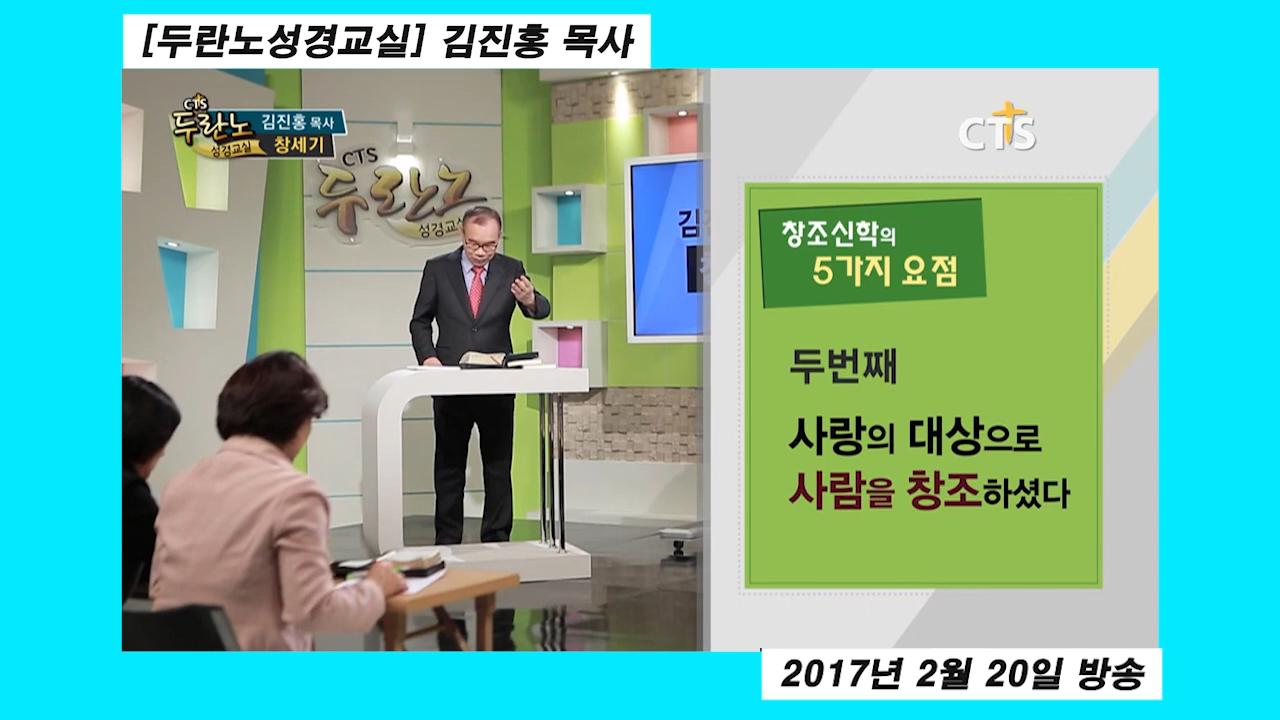 [두란노성경교실] 김진홍 목사
CTS
두란노
성경교실
김진홍 목사
창세기
CTS
두란노
성경교실
김
CTS
창조신학의
5가지 요점
두번째
사랑의 대상으로
사람을 창조하셨다
2017년 2월 20일 방송